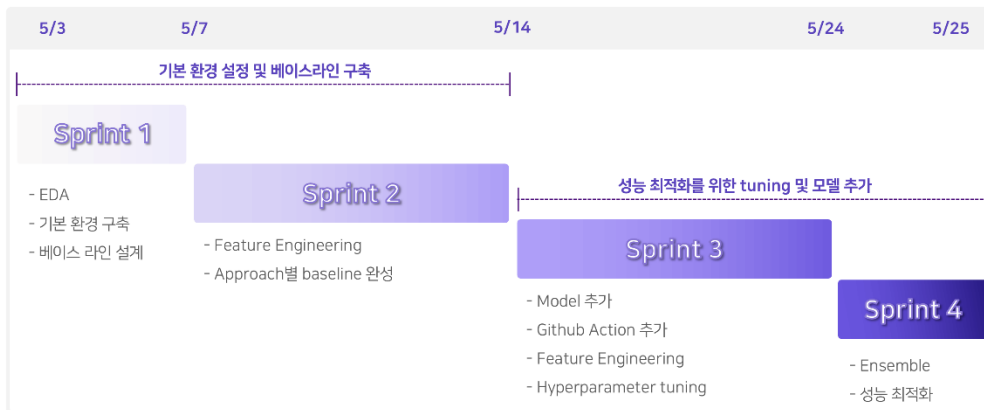 5/3 5/7 5/14 5/24 5/25
기본 환경 설정 및 베이스라인 구축
Sprint 1
- EDA
- 기본 환경 구축
- 베이스 라인 설계
Sprint 2
- Feature Engineering
- Approach별 baseline 완성
성능 최적화를 위한 tuning 및 모델 추가
Sprint 3
- Model 추가
- Github Action 추가
- Feature Engineering
- Hyperparameter tuning
Sprint 4
- Ensemble
- 성능 최적화